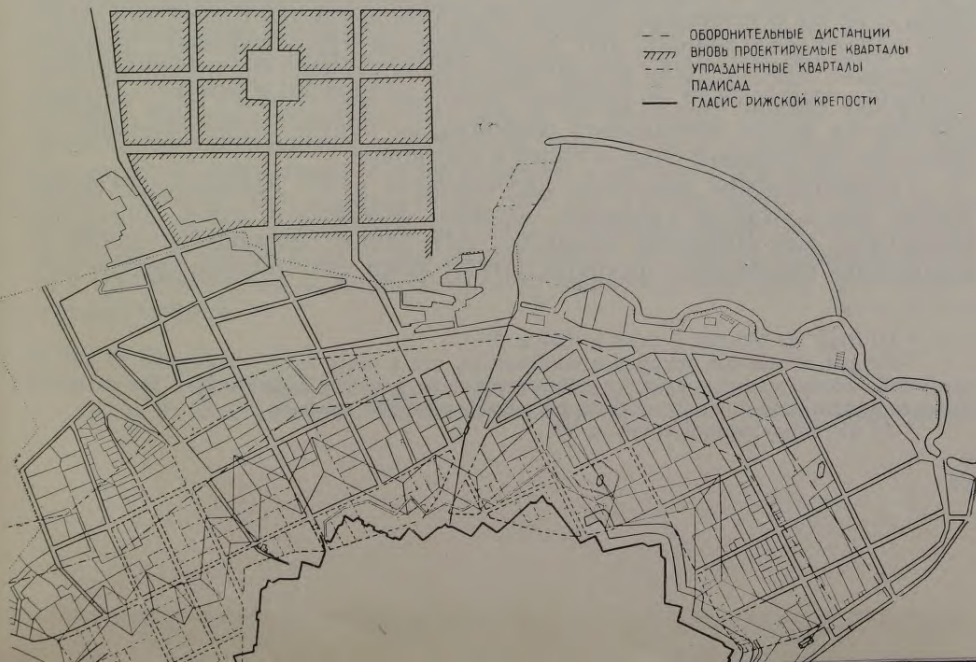 ОБОРОНИТЕЛЬНЫЕ ДИСТАНЦИИ
ВНОВЬ ПРОЕКТИРУЕМЫЕ КВАРТАЛЫ
УПРАЗДНЕННЫЕ КВАРТАЛЫ
ПАЛИСАД
ГЛАСИС РИЖСКОЙ КРЕПОСТИ